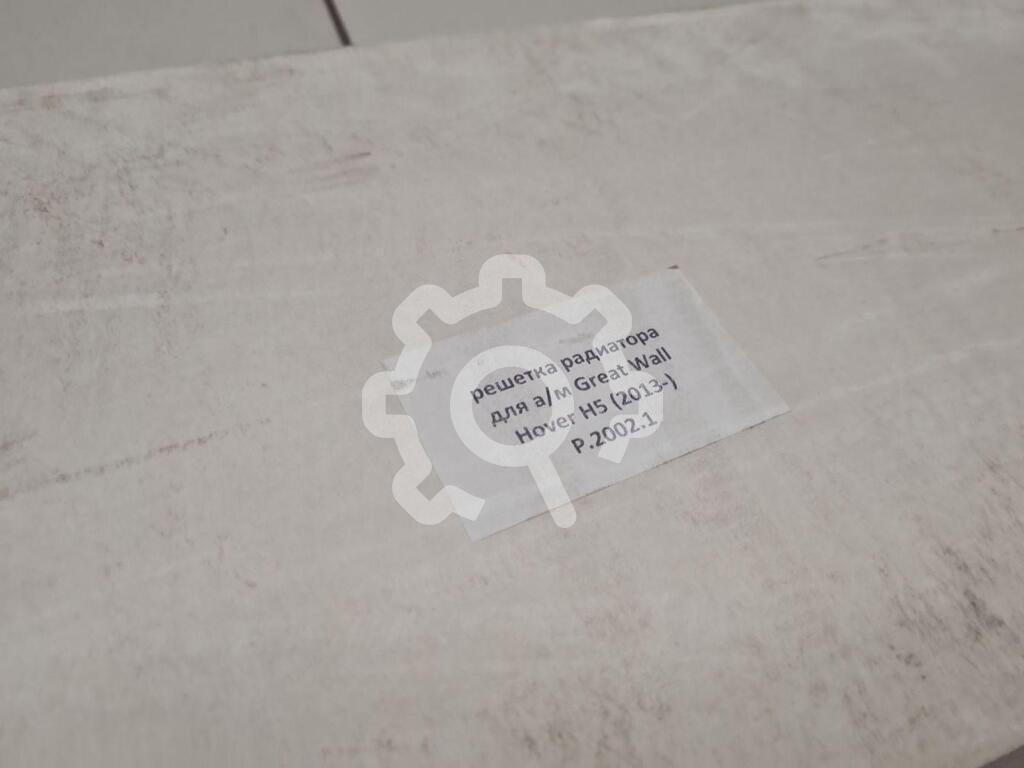 решетка радиатора
для а/м Great Wall
Hover H5 (2013-)
Р.2002.1